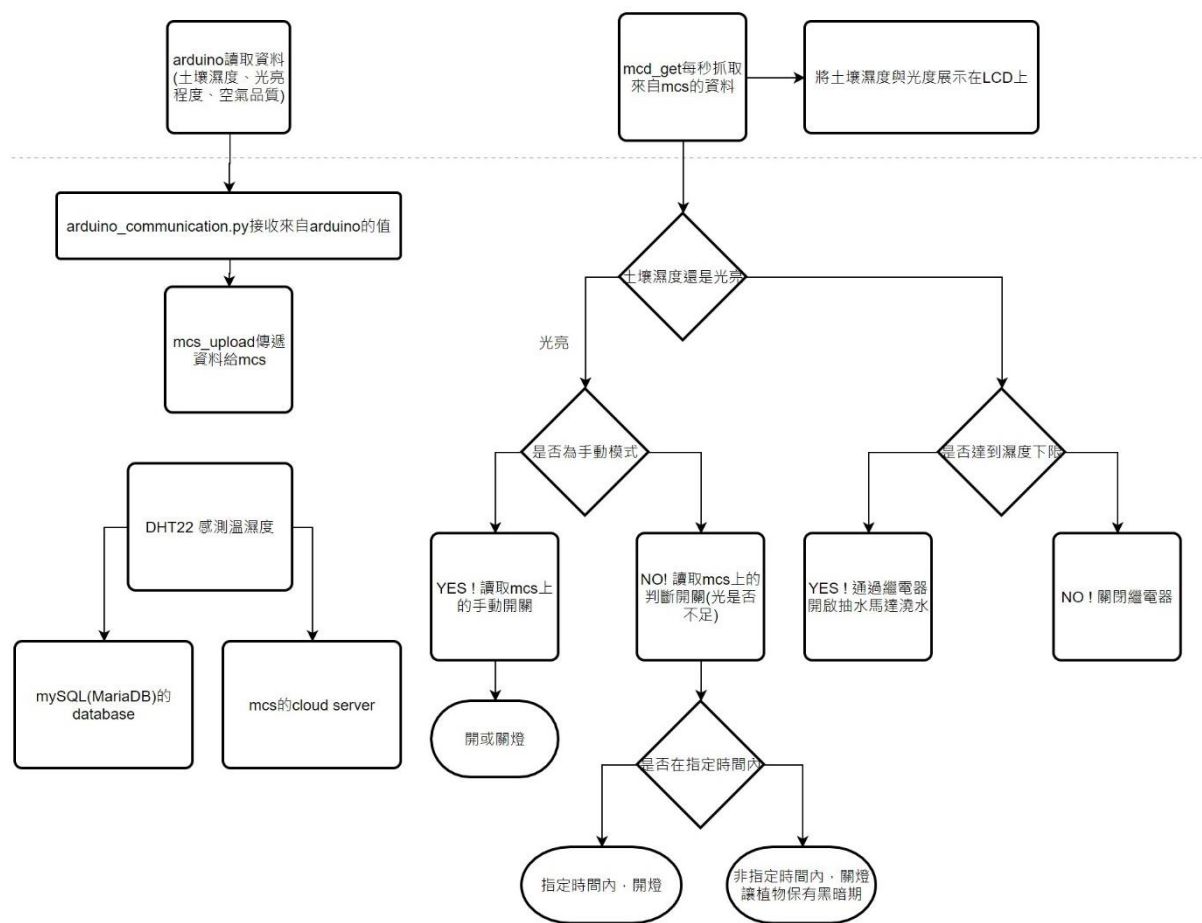 arduino讀取資料
(土壤濕度、光亮
程度、空氣品質)
mcd_get每秒抓取
來自mcs的資料
將土壤濕度與光度展示在LCD上
arduino_communication.py接收來自arduino的值
土壤濕度還是光亮
mcs_upload傳遞
資料給mcs
光亮
是否為手動模式
是否達到濕度下限
DHT22 感測溫濕度
YES ! 讀取mcs上
的手動開關
NO! 讀取mcs上的
判斷開關(光是否
不足)
YES ! 通過繼電器
開啟抽水馬達澆水
NO ! 關閉繼電器
mySQL(MariaDB)的
database
mcs的cloud server
開或關燈
是否在指定時間內
指定時間內，開燈
非指定時間內，關燈
讓植物保有黑暗期